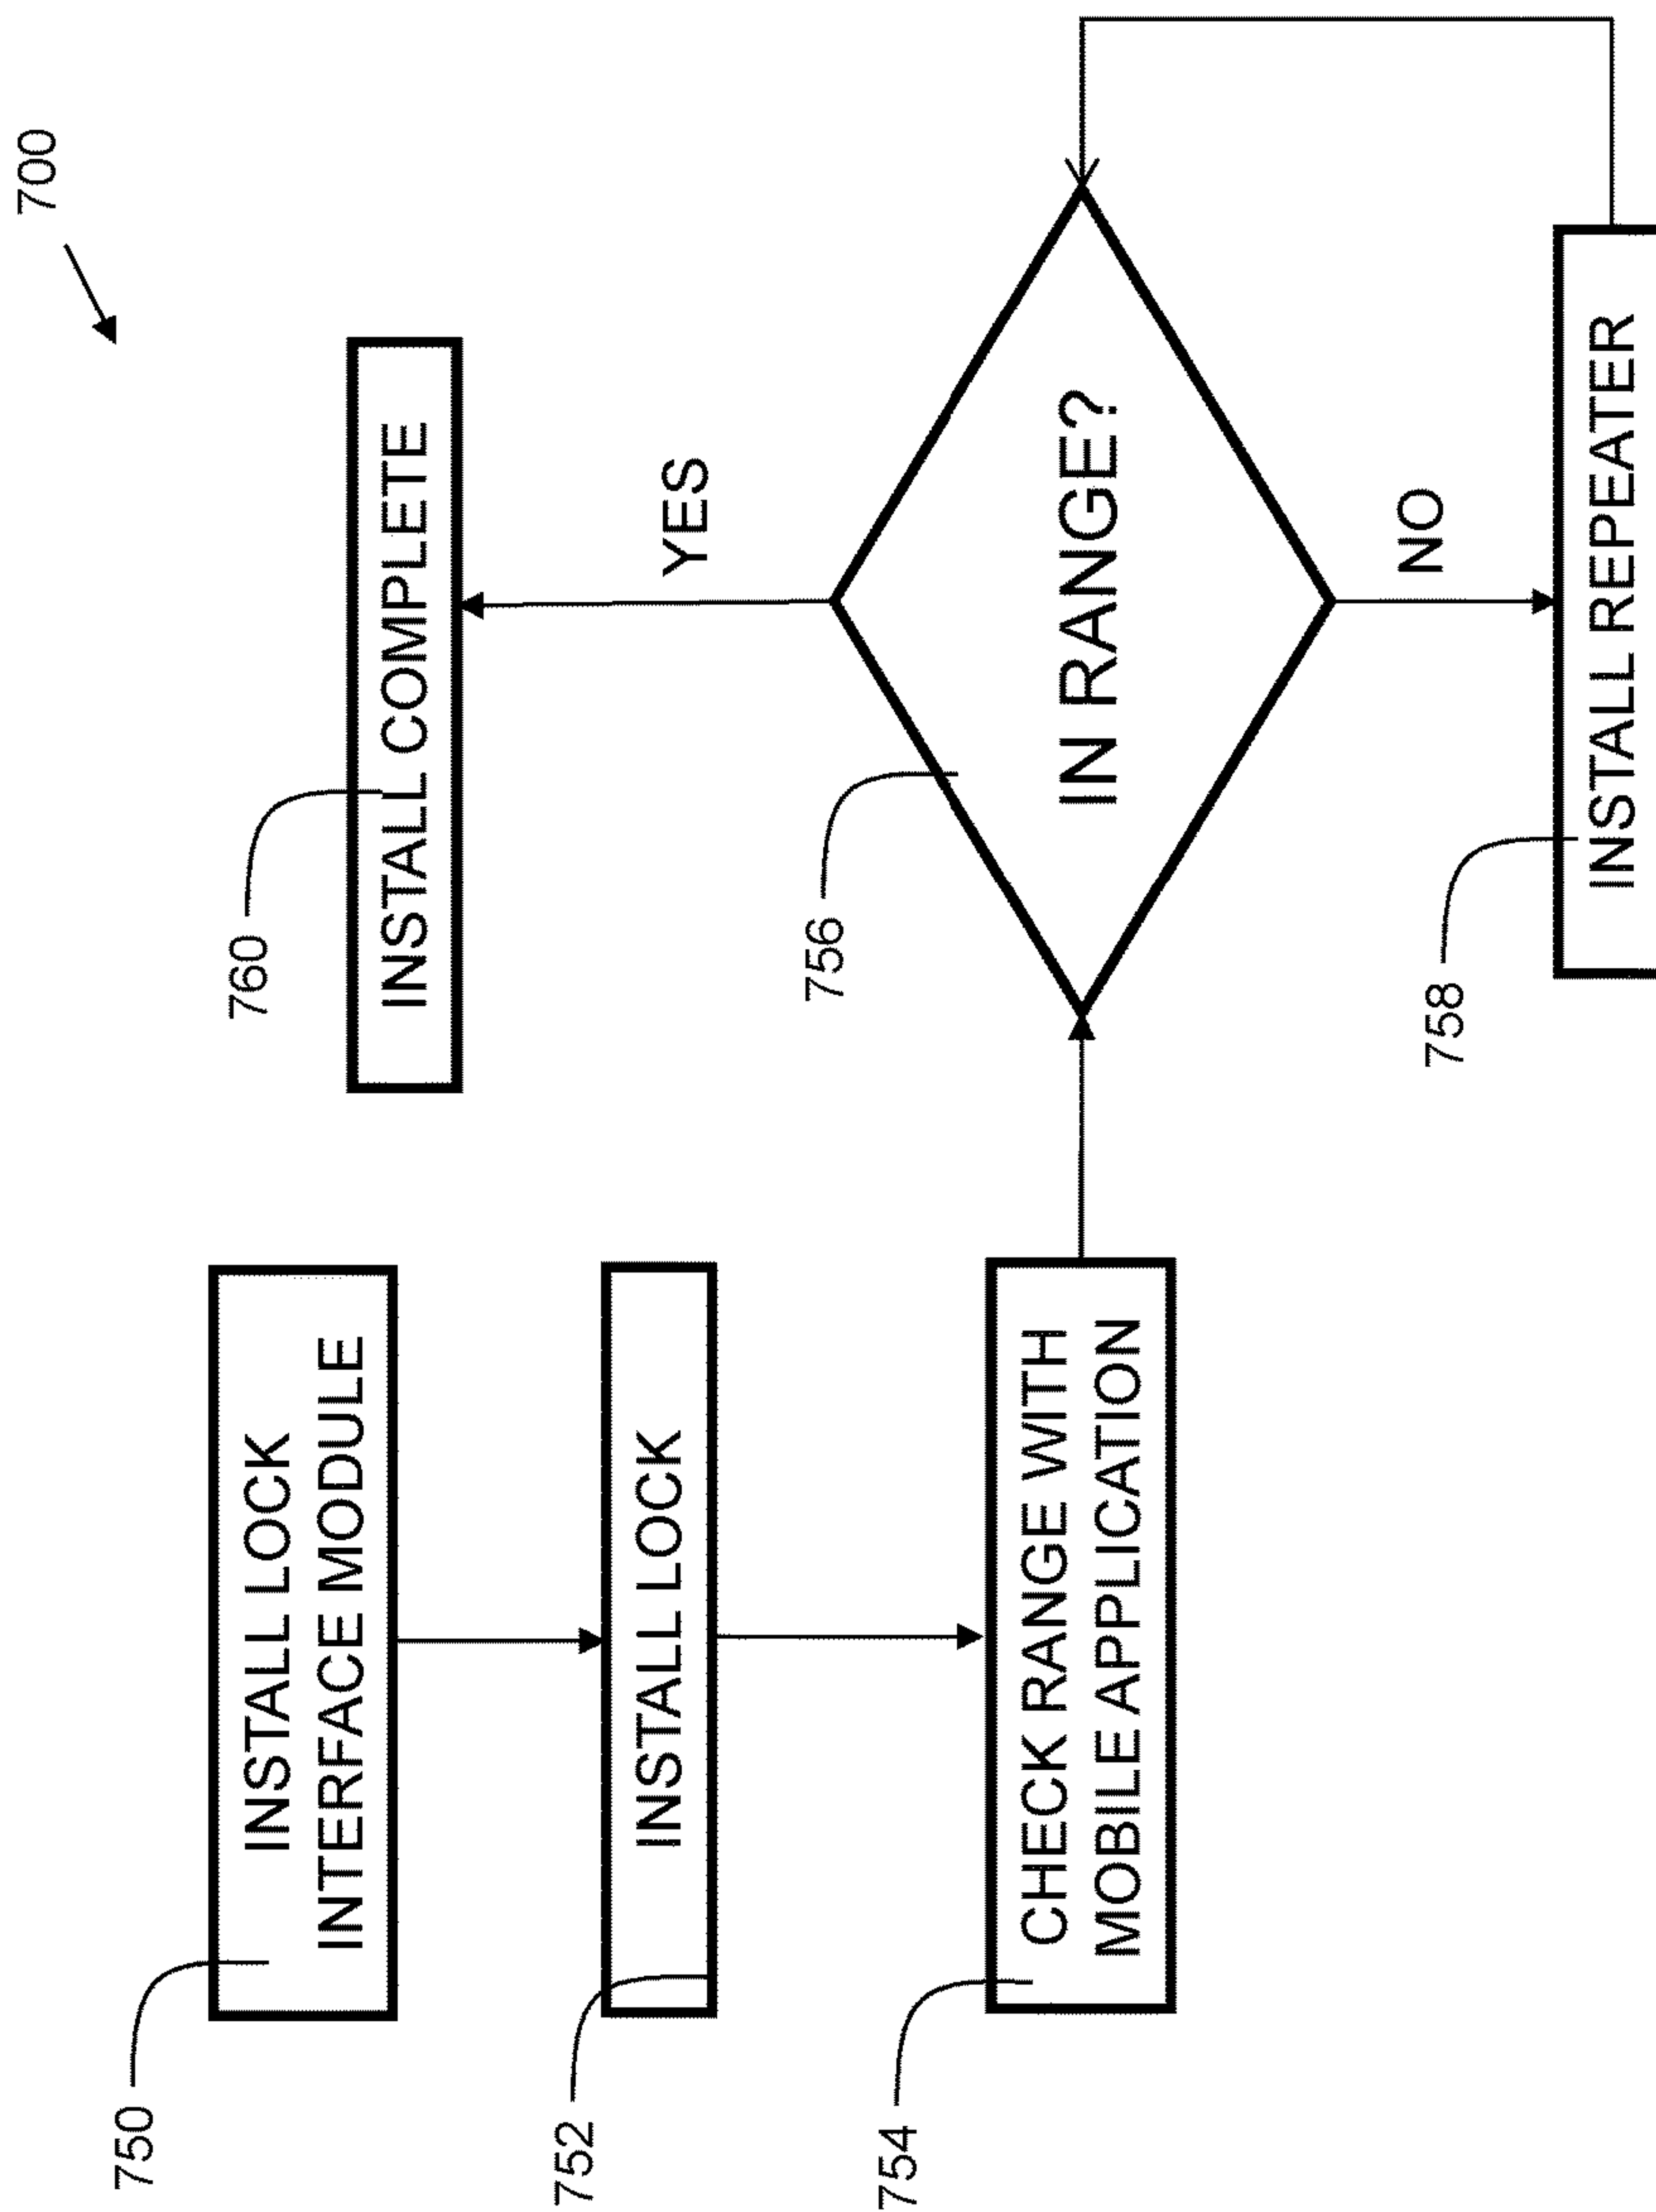 700
750
INSTALL LOCK
INTERFACE MODULE
752
INSTALL LOCK
754
CHECK RANGE WITH
MOBILE APPLICATION
760
INSTALL COMPLETE
YES
756
IN RANGE?
NO
758
INSTALL REPEATER